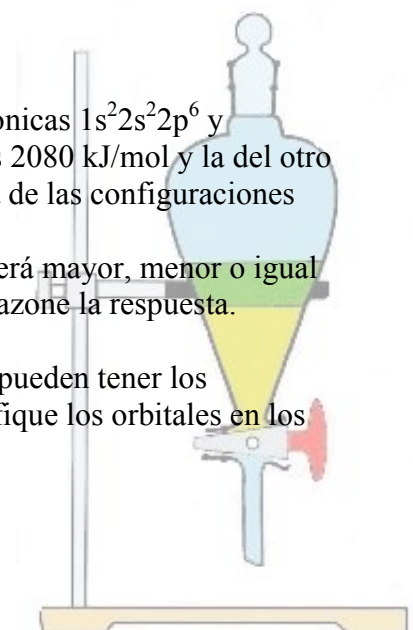 ónicas 1s²2s²2p⁶ y
2080 kJ/mol y la del otro
de las configuraciones
erá mayor, menor o igual
azone la respuesta.
pueden tener los
fique los orbitales en los